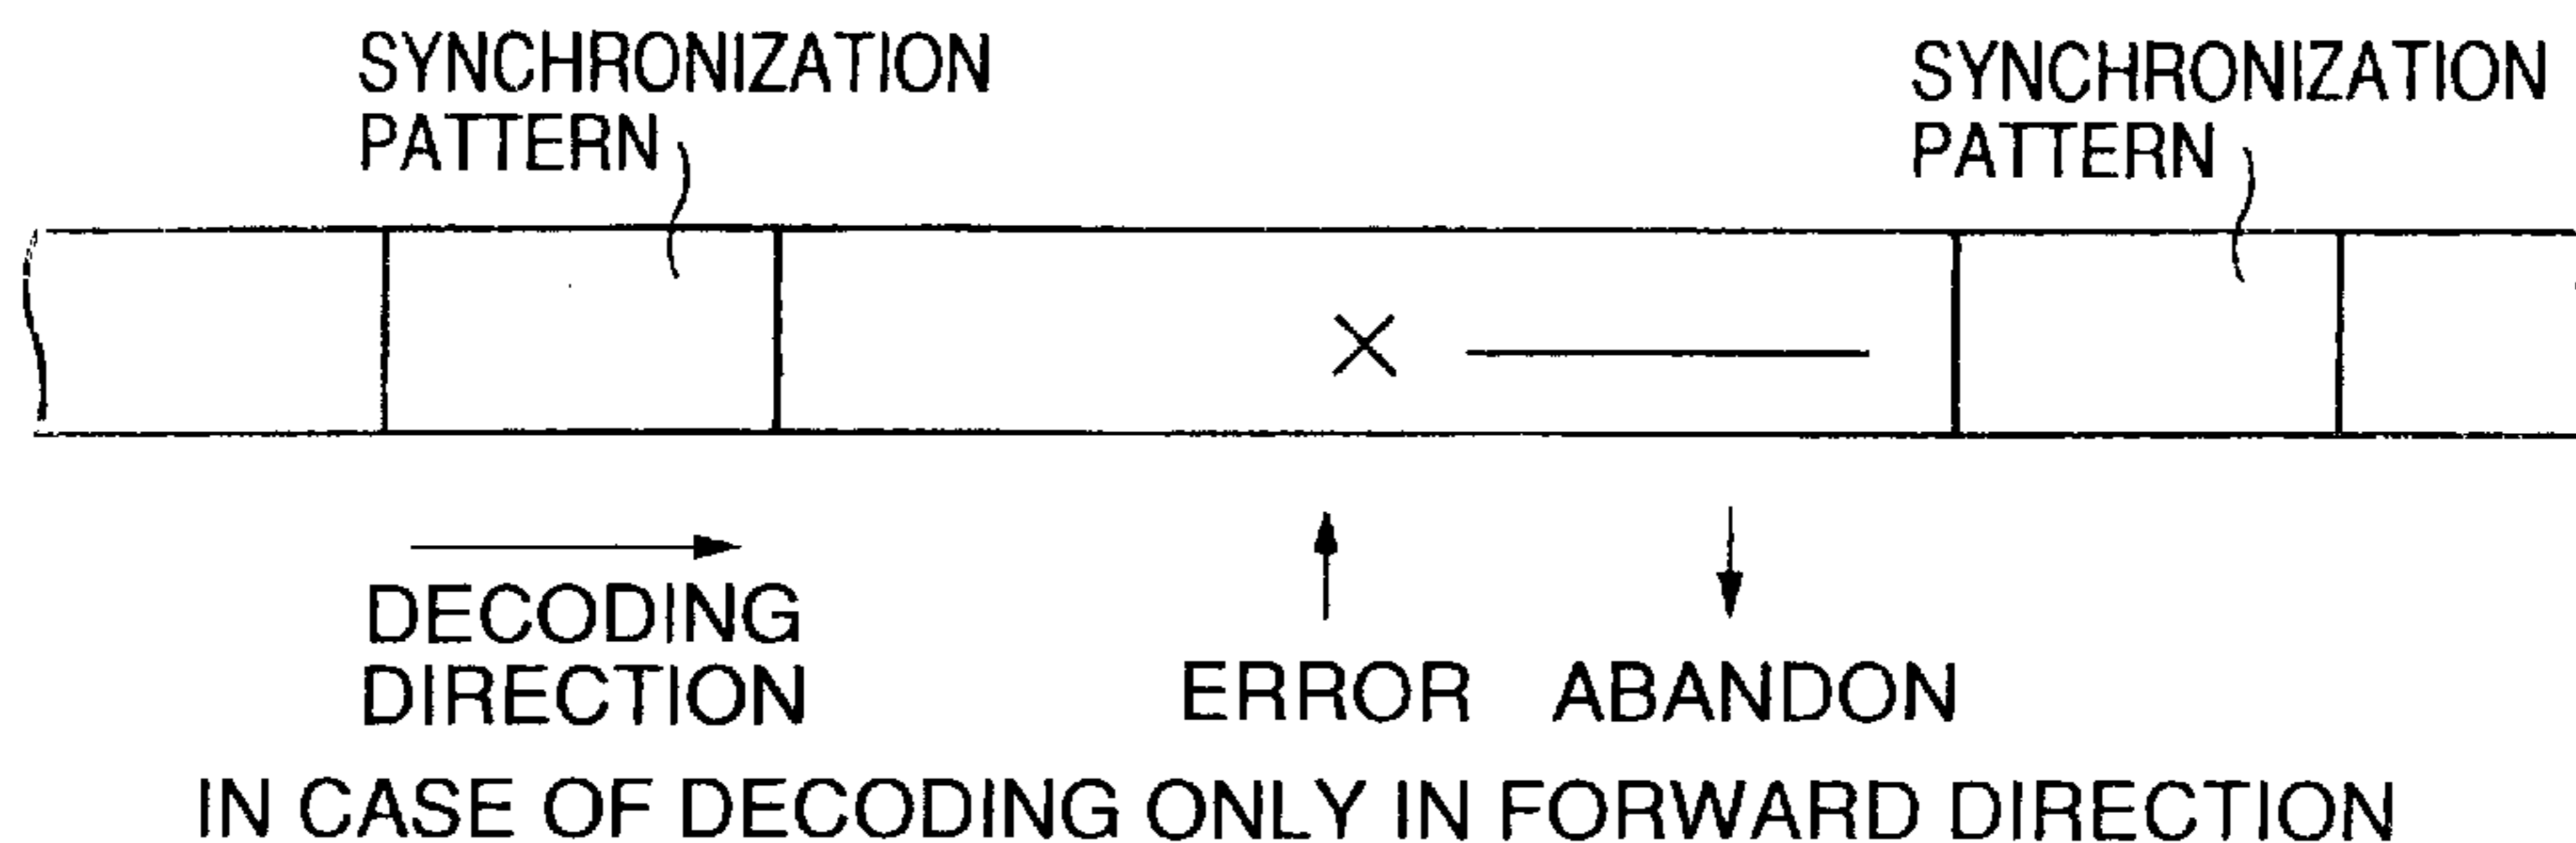 SYNCHRONIZATION
PATTERN
SYNCHRONIZATION
PATTERN
DECODING
DIRECTION
ERROR
ABANDON
IN CASE OF DECODING ONLY IN FORWARD DIRECTION